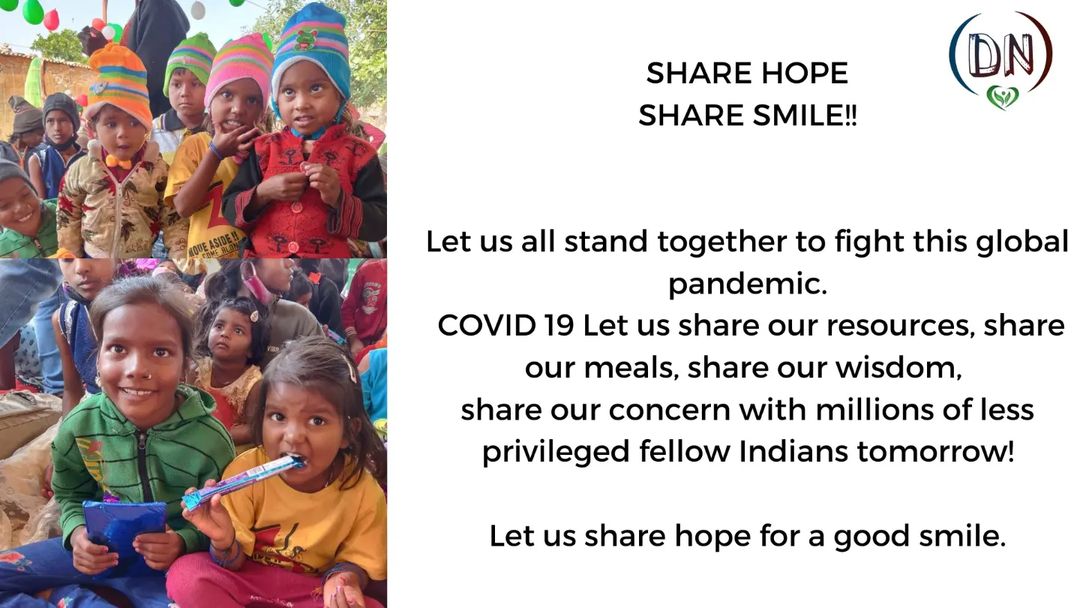 SHARE HOPE
SHARE SMILE!!
DN
Let us all stand together to fight this global
pandemic.
COVID 19 Let us share our resources, share
our meals, share our wisdom,
share our concern with millions of less
privileged fellow Indians tomorrow!
Let us share hope for a good smile.